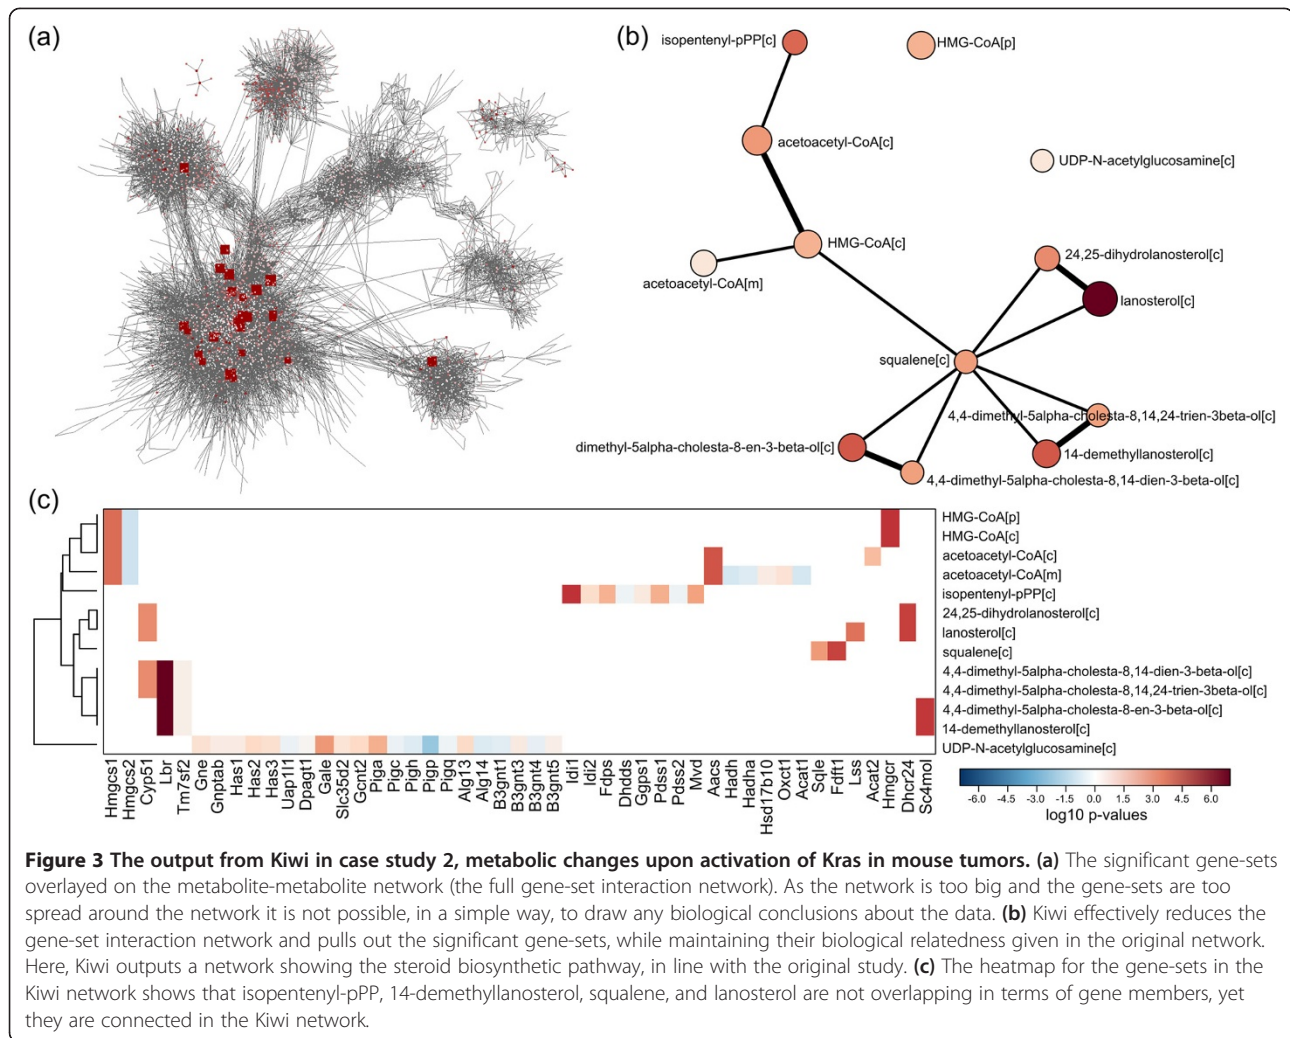 (a)
(b)
isopentenyl-pPP[c]
HMG-CoA[p]
acetoacetyl-CoA[c]
UDP-N-acetylglucosamine[c]
HMG-CoA[c]
acetoacetyl-CoA[m]
24,25-dihydrolanosterol[c]
lanosterol[c]
squalene[c]
4,4-dimethyl-5alpha-cholesta-8,14,24-trien-3beta-ol[c]
dimethyl-5alpha-cholesta-8-en-3-beta-ol[c]
14-demethyllanosterol[c]
4,4-dimethyl-5alpha-cholesta-8,14-dien-3-beta-ol[c]
(c)
HMG-CoA[p]
HMG-CoA[c]
acetoacetyl-CoA[c]
acetoacetyl-CoA[m]
isopentenyl-pPP[c]
24,25-dihydrolanosterol[c]
lanosterol[c]
squalene[c]
4,4-dimethyl-5alpha-cholesta-8,14-dien-3-beta-ol[c]
4,4-dimethyl-5alpha-cholesta-8,14,24-trien-3beta-ol[c]
4,4-dimethyl-5alpha-cholesta-8-en-3-beta-ol[c]
14-demethyllanosterol[c]
UDP-N-acetylglucosamine[c]
Hmgcs1
Hmgcs2
Cyp51
Lbr
Tm7sf2
Gne
Gnptab
Has1
Has2
Has3
Uap1l1
Dpagt1
Gale
Slc35d2
Gcnt2
Piga
Pigc
Pigh
Pigp
Pigq
Alg13
Alg14
B3gnt1
B3gnt3
B3gnt4
B3gnt5
Idi1
Idi2
Fdps
Dhdds
Ggps1
Pdss1
Pdss2
Mvd
Aacs
Hadh
Hadha
Hsd17b10
Oxct1
Acat1
Sqle
Fdft1
Lss
Acat2
Hmgcr
Dhcr24
Sc4mol
-6.0 -4.5 -3.0 -1.5 0.0 1.5 3.0 4.5 6.0
log10 p-values
Figure 3 The output from Kiwi in case study 2, metabolic changes upon activation of Kras in mouse tumors. (a) The significant gene-sets
overlayed on the metabolite-metabolite network (the full gene-set interaction network). As the network is too big and the gene-sets are too
spread around the network it is not possible, in a simple way, to draw any biological conclusions about the data. (b) Kiwi effectively reduces the
gene-set interaction network and pulls out the significant gene-sets, while maintaining their biological relatedness given in the original network.
Here, Kiwi outputs a network showing the steroid biosynthetic pathway, in line with the original study. (c) The heatmap for the gene-sets in the
Kiwi network shows that isopentenyl-pPP, 14-demethyllanosterol, squalene, and lanosterol are not overlapping in terms of gene members, yet
they are connected in the Kiwi network.